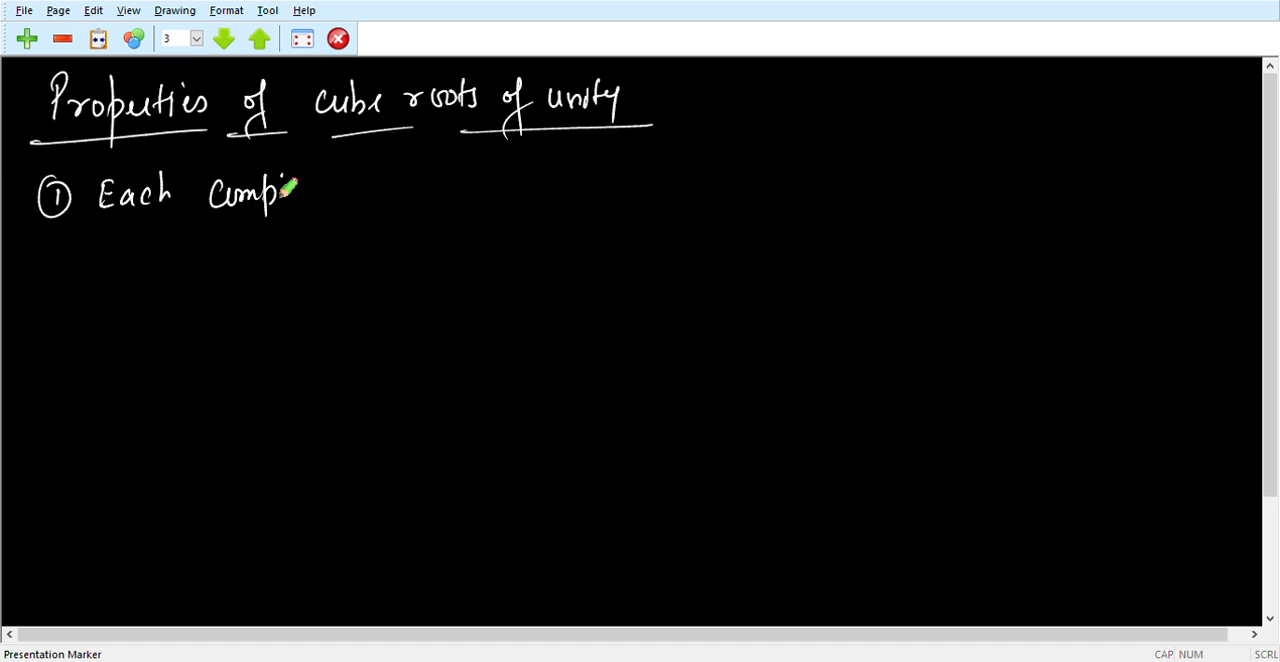 File Page Edit View Drawing Format Tool Help
3
Properties of cube roots of unity
① Each comp
Presentation Marker CAP NUM SCRL